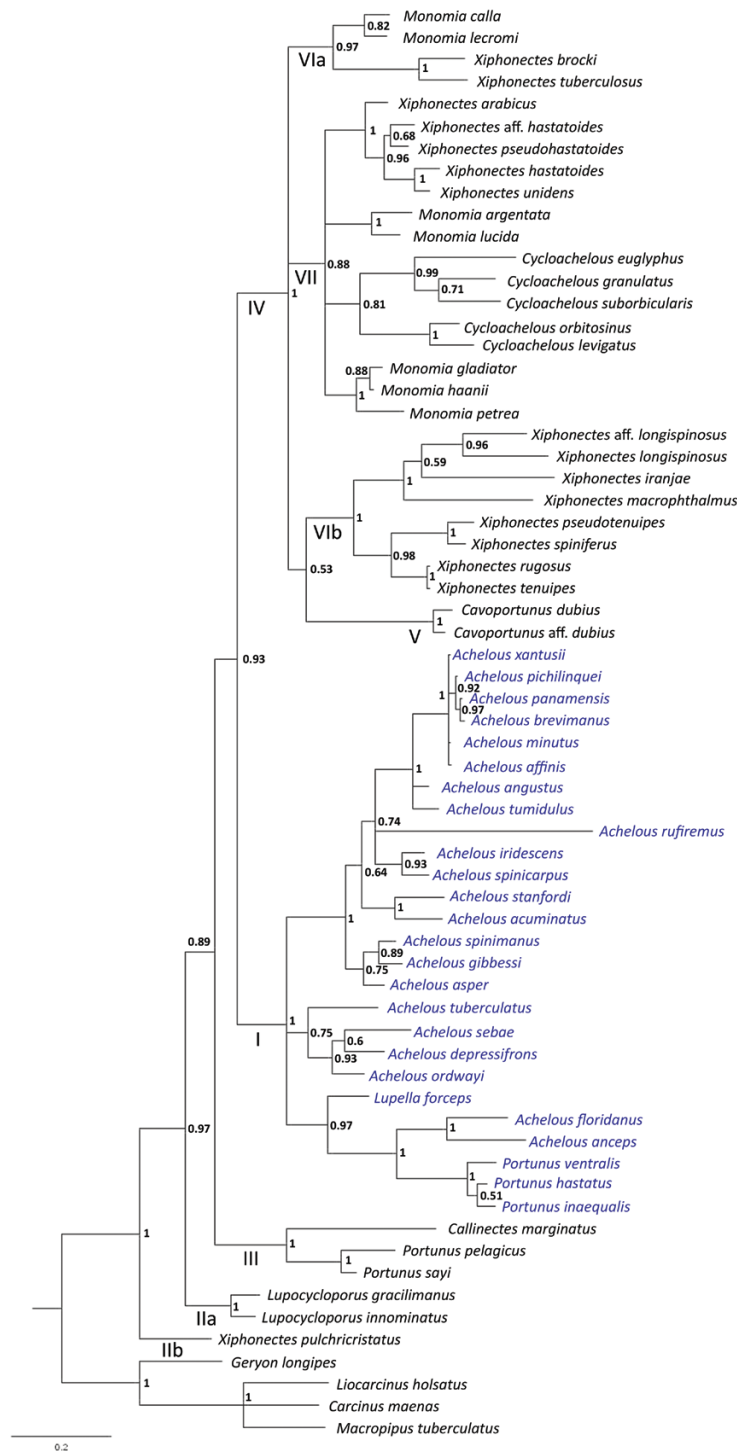 Monomia calla
0.82
Monomia lecromi
0.97
VIa
Xiphonectes brocki
1
Xiphonectes tuberculosus
Xiphonectes arabicus
1
Xiphonectes aff. hastatoides
0.68
Xiphonectes pseudohastatoides
0.96
Xiphonectes hastatoides
1
Xiphonectes unidens
Monomia argentata
1
Monomia lucida
VII
0.88
Cycloachelous euglyphus
0.99
Cycloachelous granulatus
0.71
Cycloachelous suborbicularis
0.81
IV
1
Cycloachelous orbitosinus
1
Cycloachelous levigatus
0.88
Monomia gladiator
Monomia haanii
1
Monomia petrea
Xiphonectes aff. longispinosus
0.96
Xiphonectes longispinosus
0.59
Xiphonectes iranjae
1
Xiphonectes macrophthalmus
VIb
1
Xiphonectes pseudotenuipes
1
Xiphonectes spiniferus
0.98
Xiphonectes rugosus
1
Xiphonectes tenuipes
0.53
Cavoportunus dubius
1
V
Cavoportunus aff. dubius
0.93
Achelous xantusii
Achelous pichilinquei
0.92
1
Achelous panamensis
0.97
Achelous brevimanus
Achelous minutus
Achelous affinis
1
Achelous angustus
Achelous tumidulus
0.74
Achelous rufiremus
Achelous iridescens
0.93
0.64
Achelous spinicarpus
Achelous stanfordi
1
Achelous acuminatus
1
Achelous spinimanus
0.89
Achelous gibbessi
0.75
Achelous asper
0.89
Achelous tuberculatus
I
1
0.75
Achelous sebae
0.6
Achelous depressifrons
0.93
Achelous ordwayi
Lupella forceps
0.97
Achelous floridanus
1
Achelous anceps
1
Portunus ventralis
1
Portunus hastatus
0.51
Portunus inaequalis
0.97
Callinectes marginatus
III
1
Portunus pelagicus
1
Portunus sayi
1
Lupocycloporus gracilimanus
1
IIa
Lupocycloporus innominatus
Xiphonectes pulchricristatus
IIb
Geryon longipes
1
Liocarcinus holsatus
1
Carcinus maenas
Macropipus tuberculatus
0.2